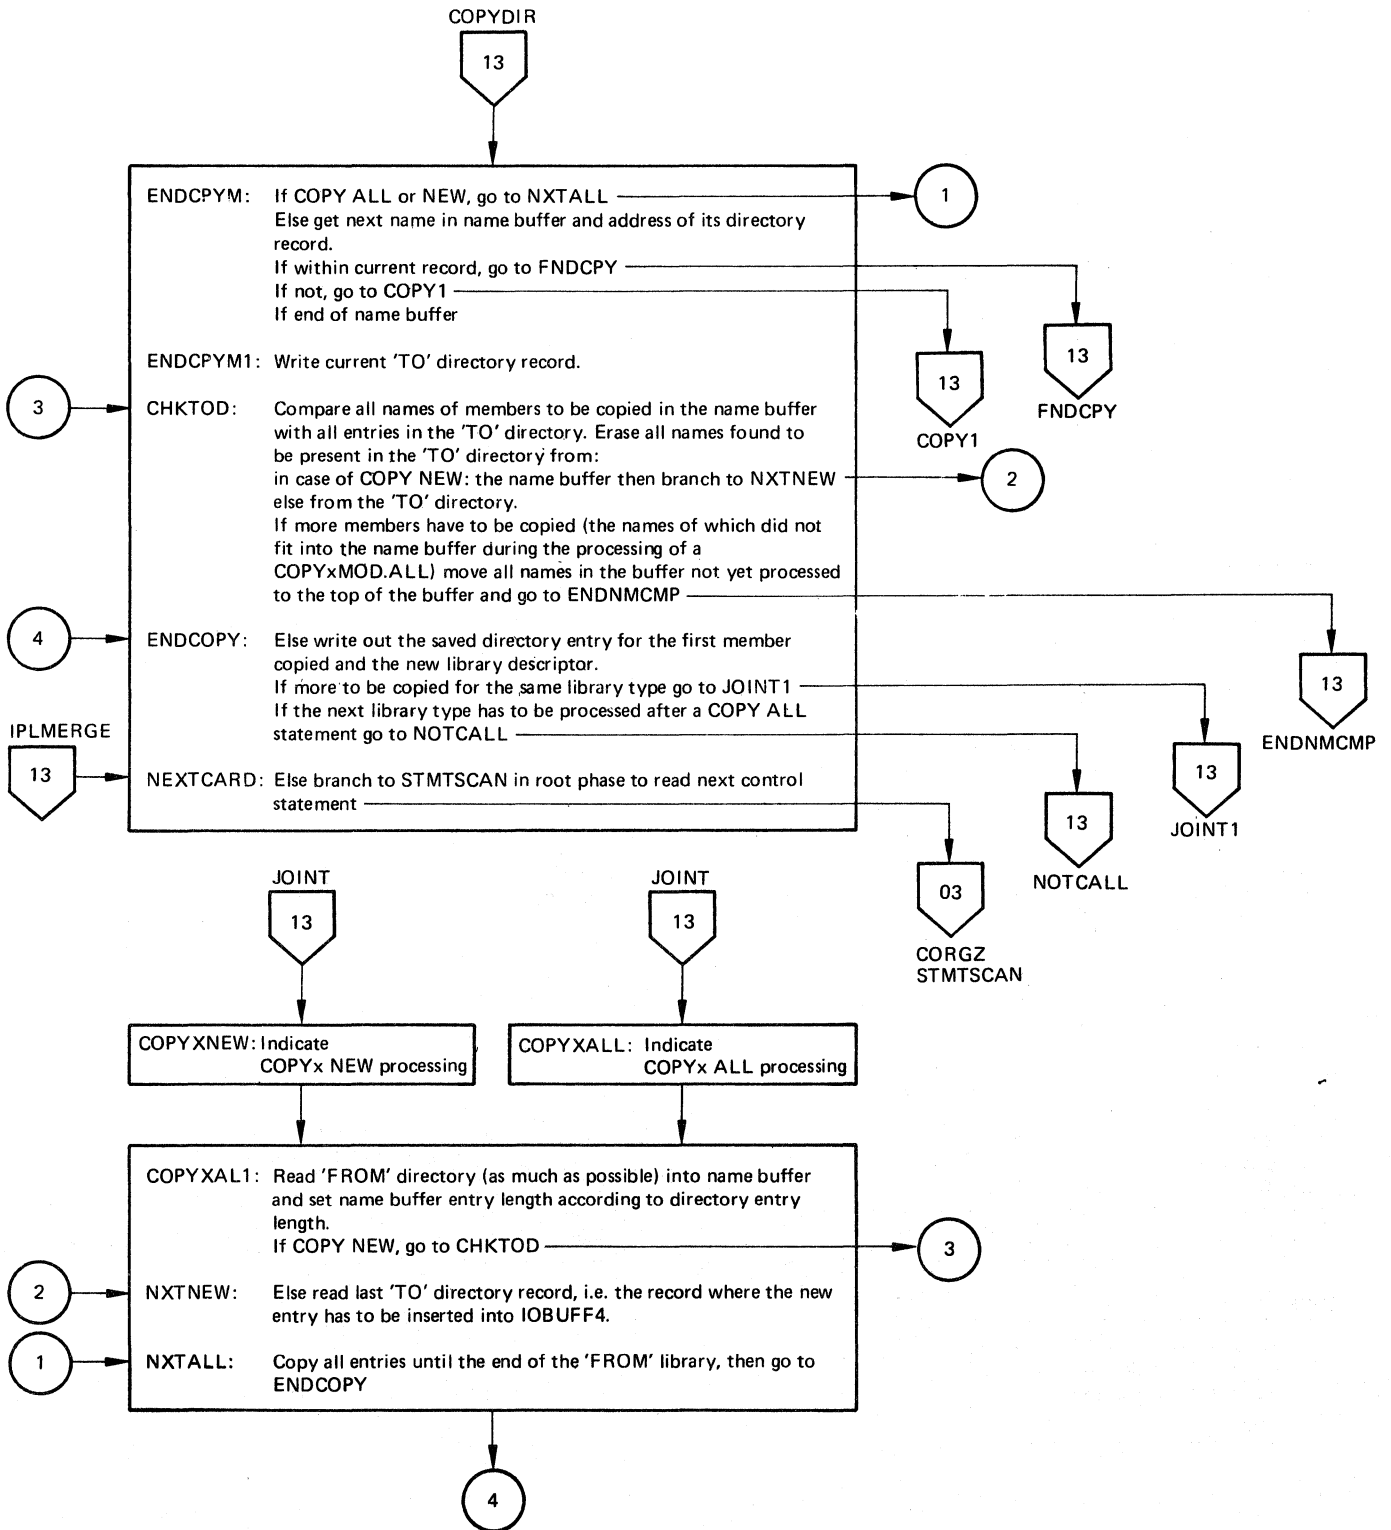 COPYDIR
13
ENDCPYM: If COPY ALL or NEW, go to NXTALL
1
Else get next name in name buffer and address of its directory
record.
If within current record, go to FNDCPY
If not, go to COPY1
If end of name buffer
13
FNDCPY
13
COPY1
ENDCPYM1: Write current 'TO' directory record.
3
CHKTOD: Compare all names of members to be copied in the name buffer
with all entries in the 'TO' directory. Erase all names found to
be present in the 'TO' directory from:
in case of COPY NEW: the name buffer then branch to NXTNEW
2
else from the 'TO' directory.
If more members have to be copied (the names of which did not
fit into the name buffer during the processing of a
COPYxMOD.ALL) move all names in the buffer not yet processed
to the top of the buffer and go to ENDNMCMP
13
ENDNMCMP
4
ENDCOPY: Else write out the saved directory entry for the first member
copied and the new library descriptor.
If more to be copied for the same library type go to JOINT1
13
JOINT1
If the next library type has to be processed after a COPY ALL
statement go to NOTCALL
13
NOTCALL
IPLMERGE
13
NEXTCARD: Else branch to STMTSCAN in root phase to read next control
statement
03
CORGZ
STMTSCAN
JOINT
13
JOINT
13
COPYXNEW: Indicate
COPYx NEW processing
COPYXALL: Indicate
COPYx ALL processing
COPYXAL1: Read 'FROM' directory (as much as possible) into name buffer
and set name buffer entry length according to directory entry
length.
If COPY NEW, go to CHKTOD
3
2
NXTNEW: Else read last 'TO' directory record, i.e. the record where the new
entry has to be inserted into IOBUFF4.
1
NXTALL: Copy all entries until the end of the 'FROM' library, then go to
ENDCOPY
4